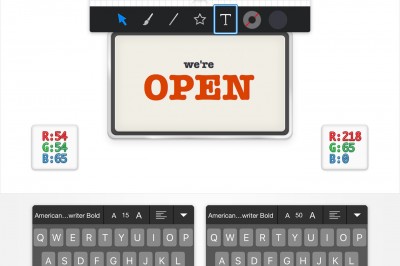 T
we're
OPEN
R:54
G:54
B:65
R:218
G:65
B:0
American...writer Bold A 15 A
American...writer Bold A 50 A
Q W E R T Y U I O P
Q W E R T Y U I O P
A S D F G H J K L
A S D F G H J K L